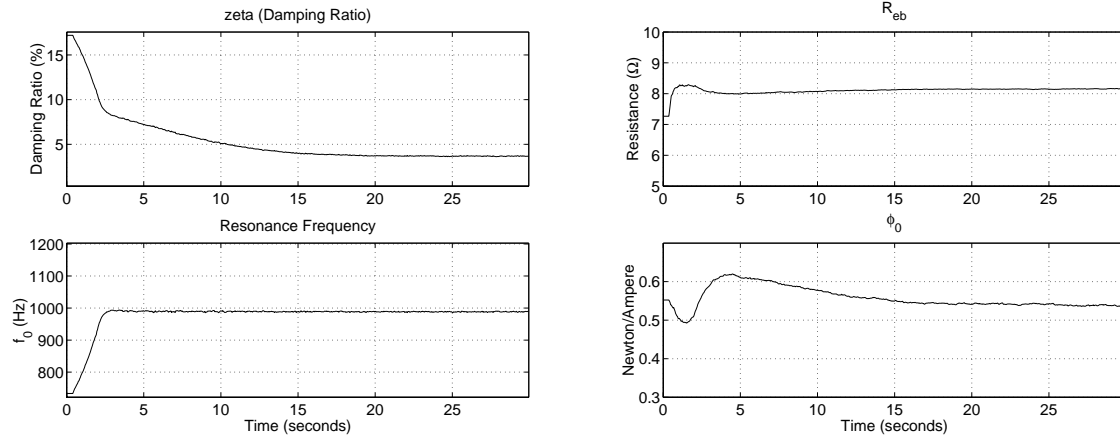 zeta (Damping Ratio)
Damping Ratio (%)
15
10
5
0 5 10 15 20 25
R_eb
Resistance (Ω)
10
9
8
7
6
5
0 5 10 15 20 25
Resonance Frequency
f_0 (Hz)
1200
1100
1000
900
800
0 5 10 15 20 25
Time (seconds)
ϕ_0
Newton/Ampere
0.6
0.5
0.4
0.3
0 5 10 15 20 25
Time (seconds)